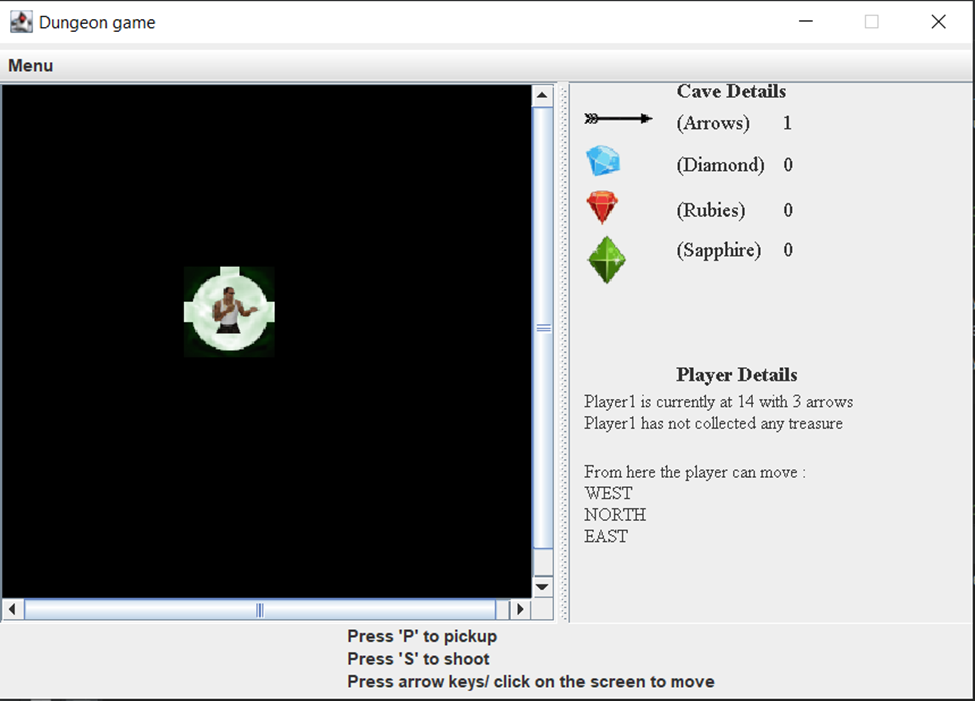 Dungeon game
Menu
Cave Details
(Arrows) 1
(Diamond) 0
(Rubies) 0
(Sapphire) 0
Player Details
Player1 is currently at 14 with 3 arrows
Player1 has not collected any treasure
From here the player can move :
WEST
NORTH
EAST
Press 'P' to pickup
Press 'S' to shoot
Press arrow keys/ click on the screen to move